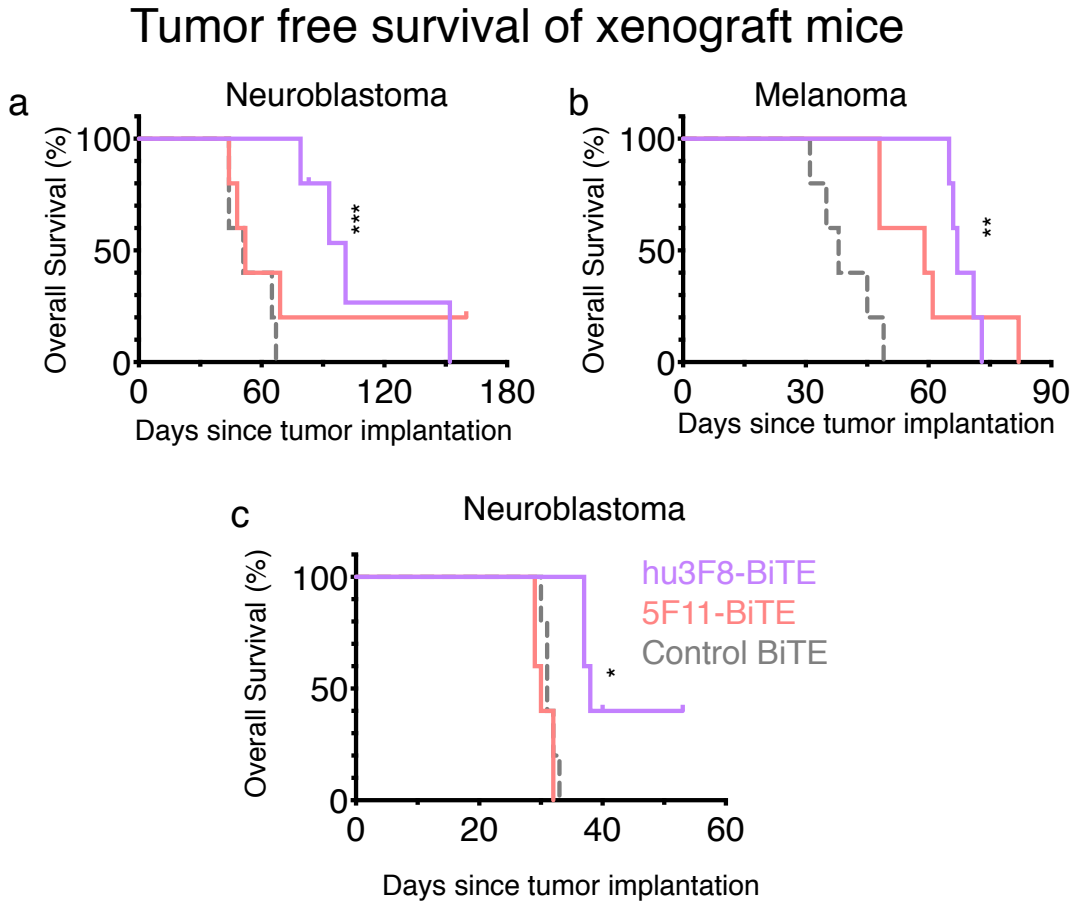 Tumor free survival of xenograft mice
a
Neuroblastoma
Overall Survival (%)
100
50
0
***
0 60 120 180
Days since tumor implantation
b
Melanoma
Overall Survival (%)
100
50
0
**
0 30 60 90
Days since tumor implantation
c
Neuroblastoma
Overall Survival (%)
100
50
0
hu3F8-BiTE
5F11-BiTE
Control BiTE
*
0 20 40 60
Days since tumor implantation